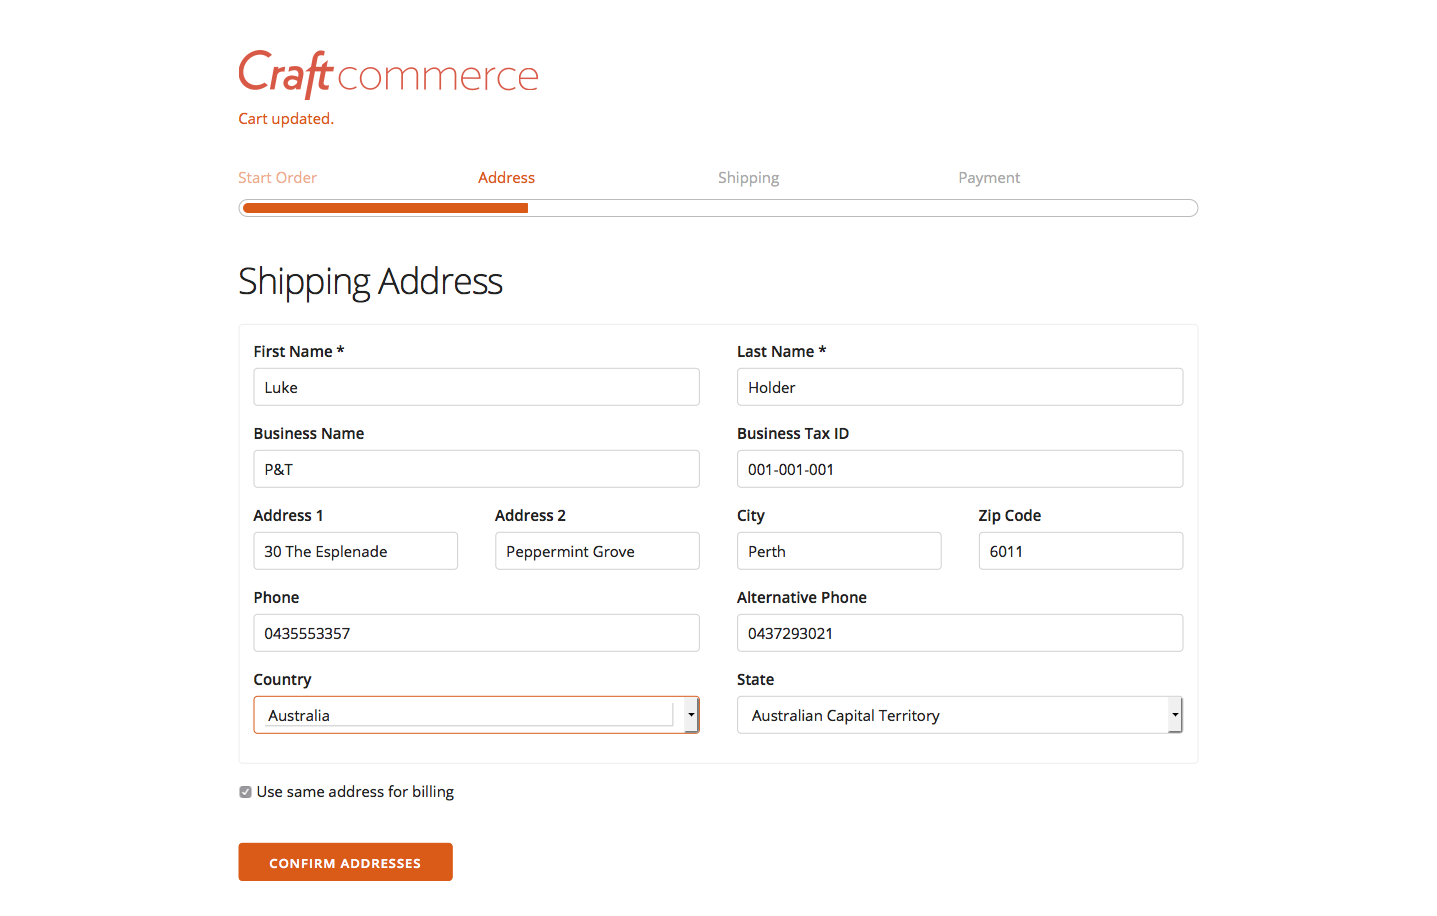 Craft commerce
Cart updated.
Start Order Address Shipping Payment
Shipping Address
First Name * Last Name *
Luke Holder
Business Name Business Tax ID
P&T 001-001-001
Address 1 Address 2 City Zip Code
30 The Esplenade Peppermint Grove Perth 6011
Phone Alternative Phone
0435553357 0437293021
Country State
Australia Australian Capital Territory
Use same address for billing
CONFIRM ADDRESSES